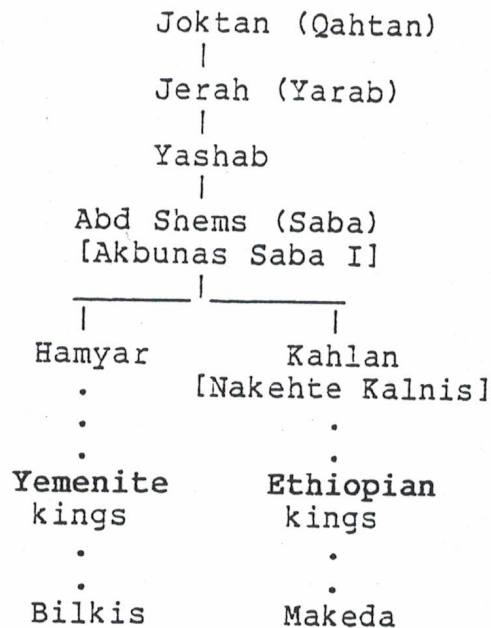 Joktan (Qahtan)
Jerah (Yarab)
Yashab
Abd Shems (Saba)
[Akbunas Saba I]
Hamyar Kahlan
[Nakehte Kalnis]
Yemenite Ethiopian
kings kings
Bilkis Makeda